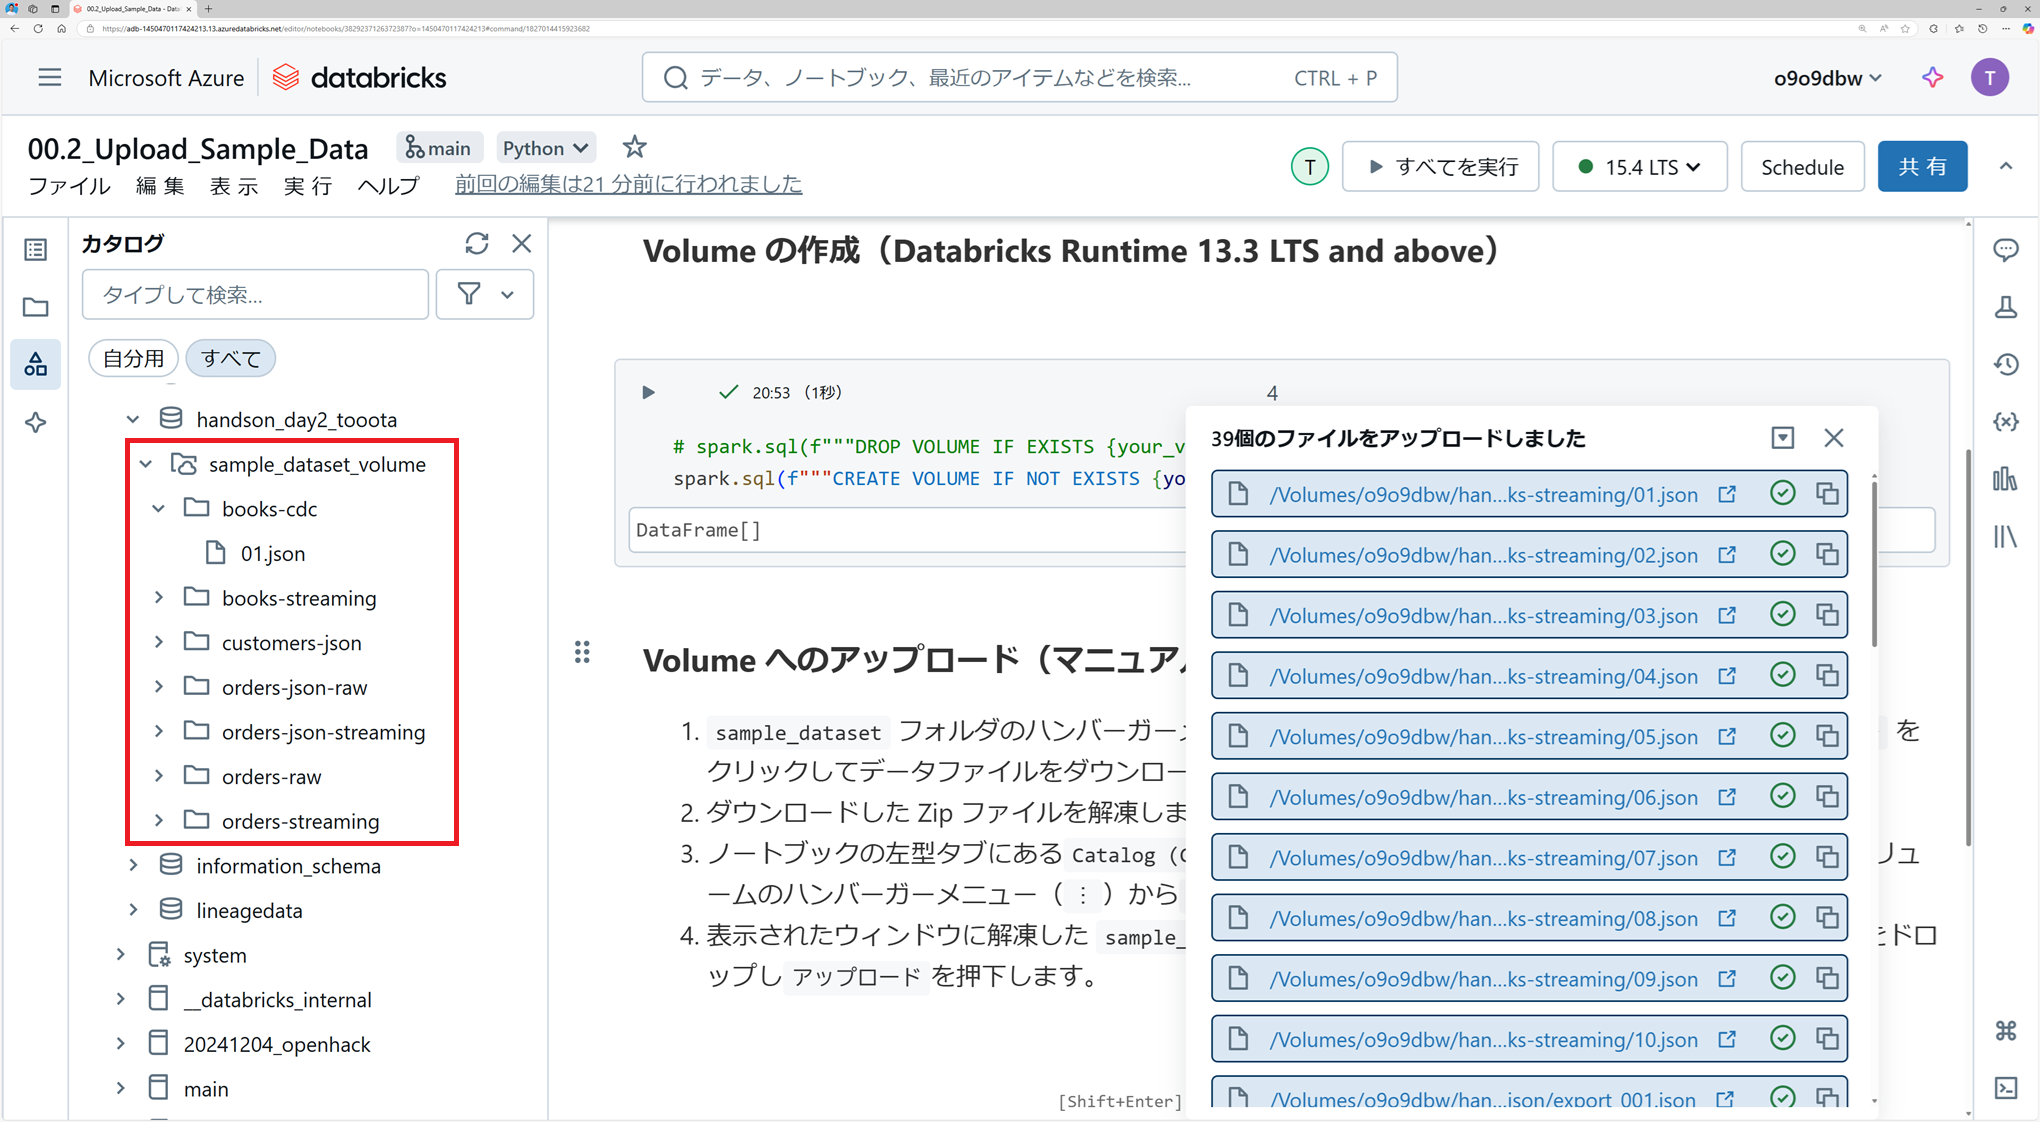 00.2_Upload_Sample_Data - Datal
https://adb-1450470117424213.13.azuredatabricks.net/editor/notebooks/3829237126372387?o=1450470117424213#command/1827014415923682
Microsoft Azure
databricks
データ、ノートブック、最近のアイテムなどを検索...
CTRL + P
o9o9dbw
T
00.2_Upload_Sample_Data
main
Python
ファイル 編集 表示 実行 ヘルプ 前回の編集は21 分前に行われました
T
すべてを実行
15.4 LTS
Schedule
共有
カタログ
タイプして検索...
自分用
すべて
handson_day2_tooota
sample_dataset_volume
books-cdc
01.json
books-streaming
customers-json
orders-json-raw
orders-json-streaming
orders-raw
orders-streaming
information_schema
lineagedata
system
__databricks_internal
20241204_openhack
main
Volume の作成（Databricks Runtime 13.3 LTS and above）
20:53 （1秒）
4
# spark.sql(f"""DROP VOLUME IF EXISTS {your_v
spark.sql(f"""CREATE VOLUME IF NOT EXISTS {yo
DataFrame[]
Volume へのアップロード（マニュア
1. sample_dataset フォルダのハンバーガー を
クリックしてデータファイルをダウンロー
2. ダウンロードした Zip ファイルを解凍しま
3. ノートブックの左型タブにある Catalog ( リュ
ームのハンバーガーメニュー（ ⋮ ）から
4. 表示されたウィンドウに解凍した sample_ ドロ
ップし アップロード を押下します。
[Shift+Enter]
39個のファイルをアップロードしました
/Volumes/o9o9dbw/han...ks-streaming/01.json
/Volumes/o9o9dbw/han...ks-streaming/02.json
/Volumes/o9o9dbw/han...ks-streaming/03.json
/Volumes/o9o9dbw/han...ks-streaming/04.json
/Volumes/o9o9dbw/han...ks-streaming/05.json
/Volumes/o9o9dbw/han...ks-streaming/06.json
/Volumes/o9o9dbw/han...ks-streaming/07.json
/Volumes/o9o9dbw/han...ks-streaming/08.json
/Volumes/o9o9dbw/han...ks-streaming/09.json
/Volumes/o9o9dbw/han...ks-streaming/10.json
/Volumes/o9o9dbw/han...json/export_001.json